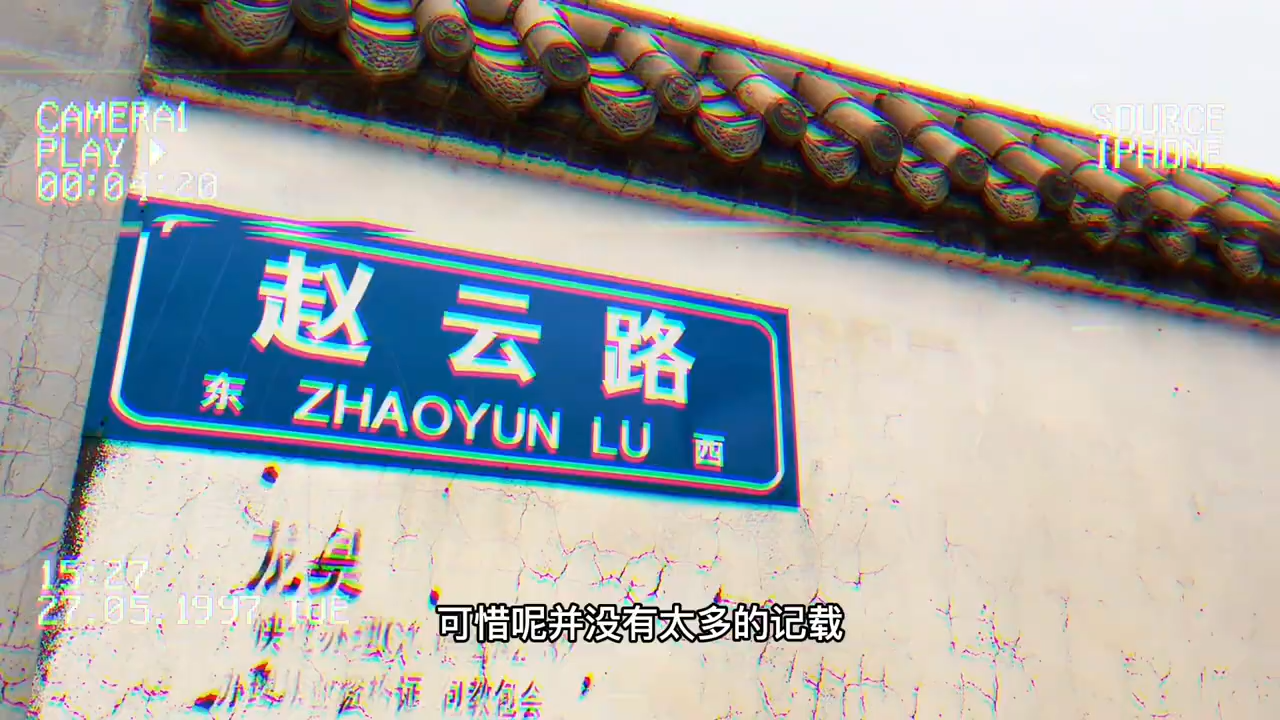 CAMERA1
PLAY
00:04:20
SOURCE
IPHONE
赵云路
东 ZHAOYUN LU 西
15:27
27.05.1997 TUE
可惜呢并没有太多的记载